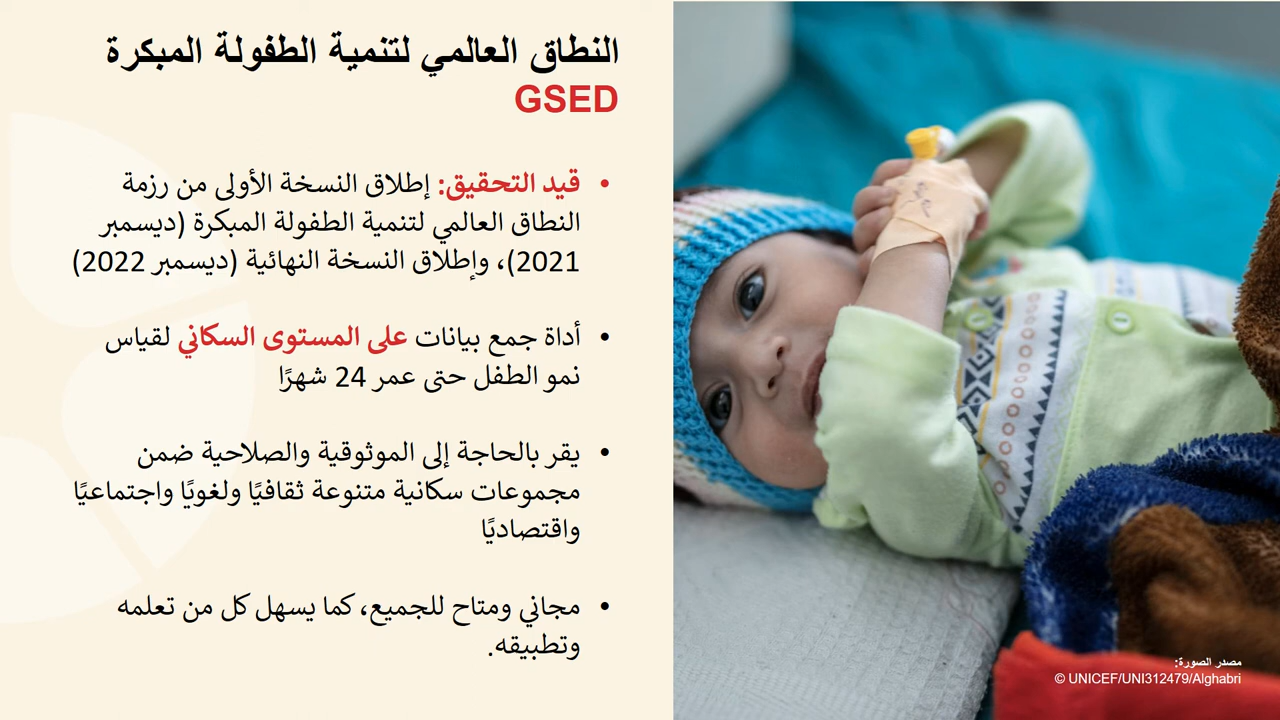 النطاق العالمي لتنمية الطفولة المبكرة
GSED
• قيد التحقيق: إطلاق النسخة الأولى من رزمة
النطاق العالمي لتنمية الطفولة المبكرة (ديسمبر
2021)، وإطلاق النسخة النهائية (ديسمبر 2022)
• أداة جمع بيانات على المستوى السكاني لقياس
نمو الطفل حتى عمر 24 شهرًا
• يقر بالحاجة إلى الموثوقية والصلاحية ضمن
مجموعات سكانية متنوعة ثقافيًا ولغويًا واجتماعيًا
واقتصاديًا
• مجاني ومتاح للجميع، كما يسهل كل من تعلمه
وتطبيقه.
مصدر الصورة:
© UNICEF/UNI312479/Alghabri